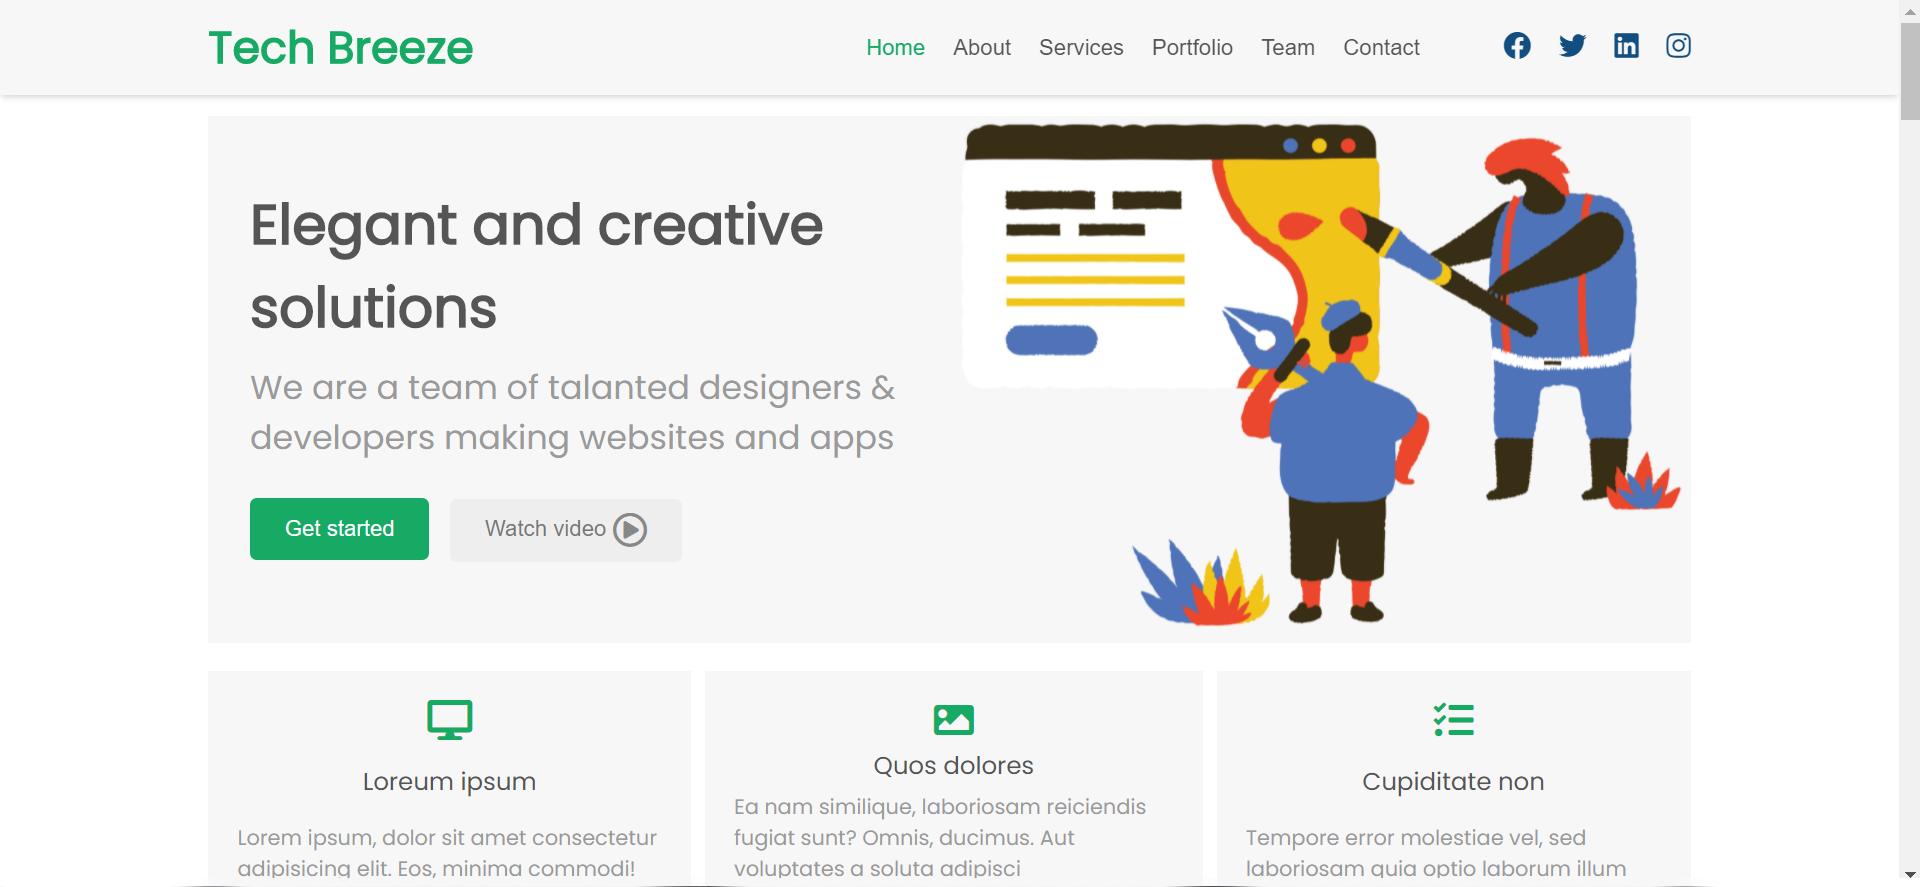 Tech Breeze
Home About Services Portfolio Team Contact
Elegant and creative
solutions
We are a team of talanted designers &
developers making websites and apps
Get started
Watch video
Loreum ipsum
Lorem ipsum, dolor sit amet consectetur
adipisicing elit. Eos, minima commodi!
Quos dolores
Ea nam similique, laboriosam reiciendis
fugiat sunt? Omnis, ducimus. Aut
voluptates a soluta adipisci
Cupiditate non
Tempore error molestiae vel, sed
laboriosam quia optio laborum illum